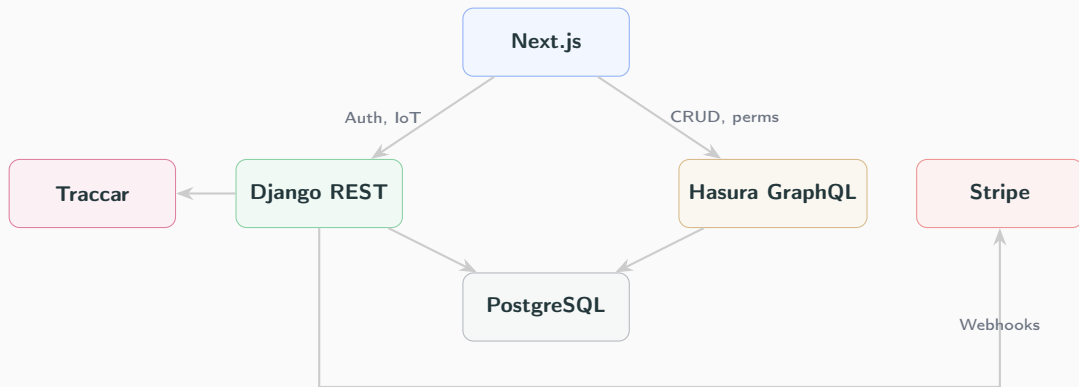 Next.js
Auth, IoT
CRUD, perms
Traccar
Django REST
Hasura GraphQL
Stripe
PostgreSQL
Webhooks